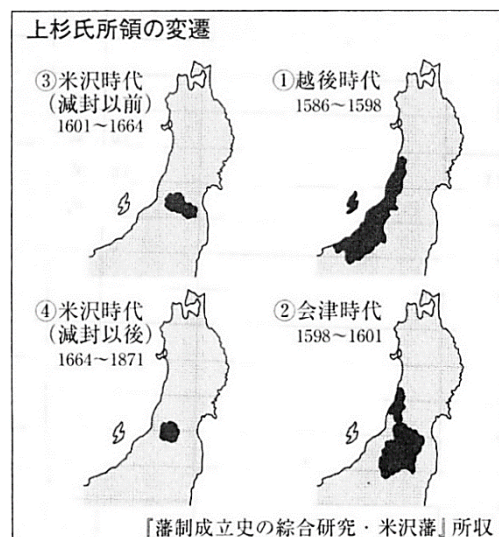 上杉氏所領の変遷
①越後時代
1586~1598
②会津時代
1598~1601
③米沢時代
(減封以前)
1601~1664
④米沢時代
(減封以後)
1664~1871
『藩制成立史の綜合研究・米沢藩』所収